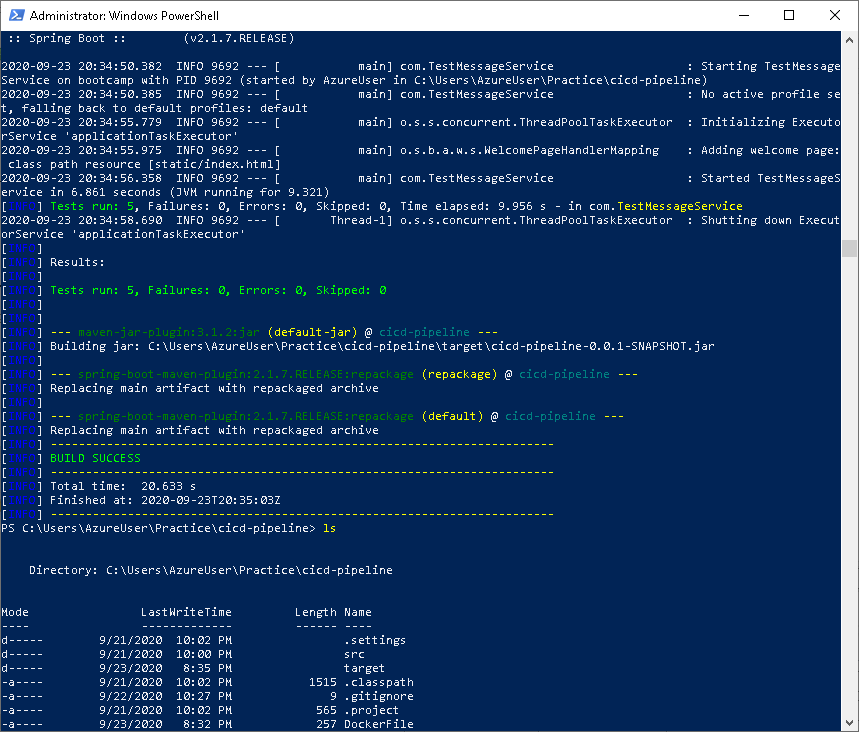 Administrator: Windows PowerShell
:: Spring Boot ::        (v2.1.7.RELEASE)
2020-09-23 20:34:50.382  INFO 9692 --- [           main] com.TestMessageService                   : Starting TestMessage
Service on bootcamp with PID 9692 (started by AzureUser in C:\Users\AzureUser\Practice\cicd-pipeline)
2020-09-23 20:34:50.385  INFO 9692 --- [           main] com.TestMessageService                   : No active profile se
t, falling back to default profiles: default
2020-09-23 20:34:55.779  INFO 9692 --- [           main] o.s.s.concurrent.ThreadPoolTaskExecutor  : Initializing Executo
rService 'applicationTaskExecutor'
2020-09-23 20:34:55.975  INFO 9692 --- [           main] o.s.b.a.w.s.WelcomePageHandlerMapping    : Adding welcome page:
 class path resource [static/index.html]
2020-09-23 20:34:56.358  INFO 9692 --- [           main] com.TestMessageService                   : Started TestMessageS
ervice in 6.861 seconds (JVM running for 9.321)
[INFO] Tests run: 5, Failures: 0, Errors: 0, Skipped: 0, Time elapsed: 9.956 s - in com.TestMessageService
2020-09-23 20:34:58.690  INFO 9692 --- [       Thread-1] o.s.s.concurrent.ThreadPoolTaskExecutor  : Shutting down Execut
orService 'applicationTaskExecutor'
[INFO]
[INFO] Results:
[INFO]
[INFO] Tests run: 5, Failures: 0, Errors: 0, Skipped: 0
[INFO]
[INFO]
[INFO] --- maven-jar-plugin:3.1.2:jar (default-jar) @ cicd-pipeline ---
[INFO] Building jar: C:\Users\AzureUser\Practice\cicd-pipeline\target\cicd-pipeline-0.0.1-SNAPSHOT.jar
[INFO]
[INFO] --- spring-boot-maven-plugin:2.1.7.RELEASE:repackage (repackage) @ cicd-pipeline ---
[INFO] Replacing main artifact with repackaged archive
[INFO]
[INFO] --- spring-boot-maven-plugin:2.1.7.RELEASE:repackage (default) @ cicd-pipeline ---
[INFO] Replacing main artifact with repackaged archive
[INFO] ------------------------------------------------------------------------
[INFO] BUILD SUCCESS
[INFO] ------------------------------------------------------------------------
[INFO] Total time:  20.633 s
[INFO] Finished at: 2020-09-23T20:35:03Z
[INFO] ------------------------------------------------------------------------
PS C:\Users\AzureUser\Practice\cicd-pipeline> ls
Directory: C:\Users\AzureUser\Practice\cicd-pipeline
Mode                LastWriteTime         Length Name
----                -------------         ------ ----
d-----        9/21/2020  10:02 PM                .settings
d-----        9/21/2020  10:00 PM                src
d-----        9/23/2020   8:35 PM                target
-a----        9/21/2020  10:02 PM           1515 .classpath
-a----        9/22/2020  10:27 PM              9 .gitignore
-a----        9/21/2020  10:02 PM            565 .project
-a----        9/23/2020   8:32 PM            257 DockerFile